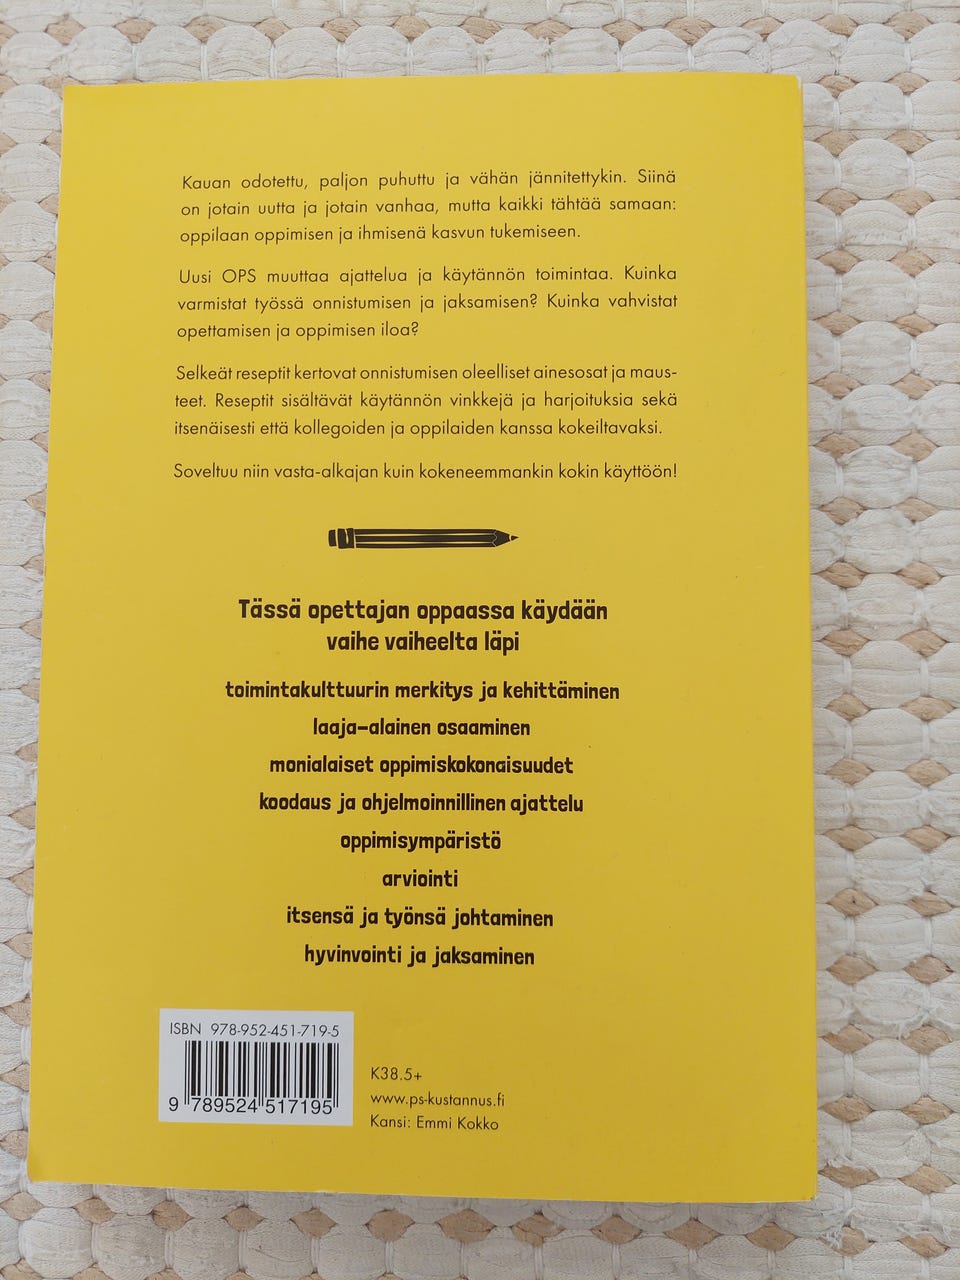 Kauan odotettu, paljon puhuttu ja vähän jännitettykin. Siinä
on jotain uutta ja jotain vanhaa, mutta kaikki tähtää samaan:
oppilaan oppimisen ja ihmisenä kasvun tukemiseen.
Uusi OPS muuttaa ajattelua ja käytännön toimintaa. Kuinka
varmistat työssä onnistumisen ja jaksamisen? Kuinka vahvistat
opettamisen ja oppimisen iloa?
Selkeät reseptit kertovat onnistumisen oleelliset ainesosat ja maus-
teet. Reseptit sisältävät käytännön vinkkejä ja harjoituksia sekä
itsenäisesti että kollegoiden ja oppilaiden kanssa kokeiltavaksi.
Soveltuu niin vasta-alkajan kuin kokeneemmankin kokin käyttöön!
Tässä opettajan oppaassa käydään
vaihe vaiheelta läpi
toimintakulttuurin merkitys ja kehittäminen
laaja-alainen osaaminen
monialaiset oppimiskokonaisuudet
koodaus ja ohjelmoinnillinen ajattelu
oppimisympäristö
arviointi
itsensä ja työnsä johtaminen
hyvinvointi ja jaksaminen
ISBN 978-952-451-719-5
9 789524 517195
K38.5+
www.ps-kustannus.fi
Kansi: Emmi Kokko